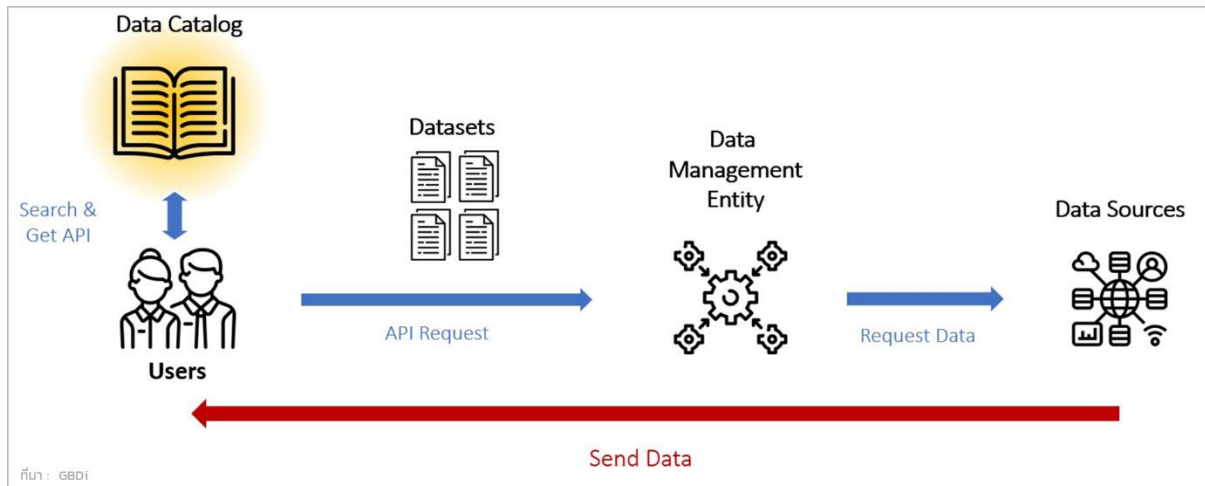 Data Catalog
Search &
Get API
Users
Datasets
API Request
Data
Management
Entity
Request Data
Data Sources
Send Data
ที่มา : GBDi